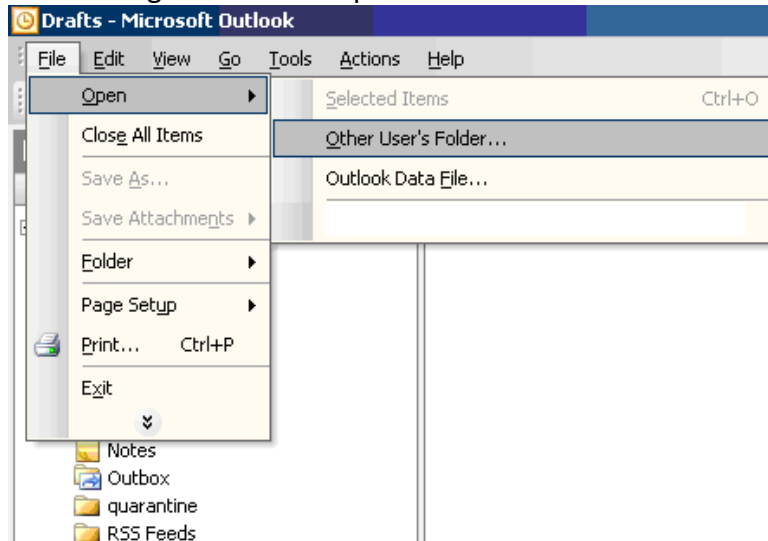 Drafts - Microsoft Outlook
File Edit View Go Tools Actions Help
Open
Selected Items Ctrl+O
Close All Items
Other User's Folder...
Save As...
Outlook Data File...
Save Attachments
Folder
Page Setup
Print... Ctrl+P
Exit
Notes
Outbox
quarantine
RSS Feeds